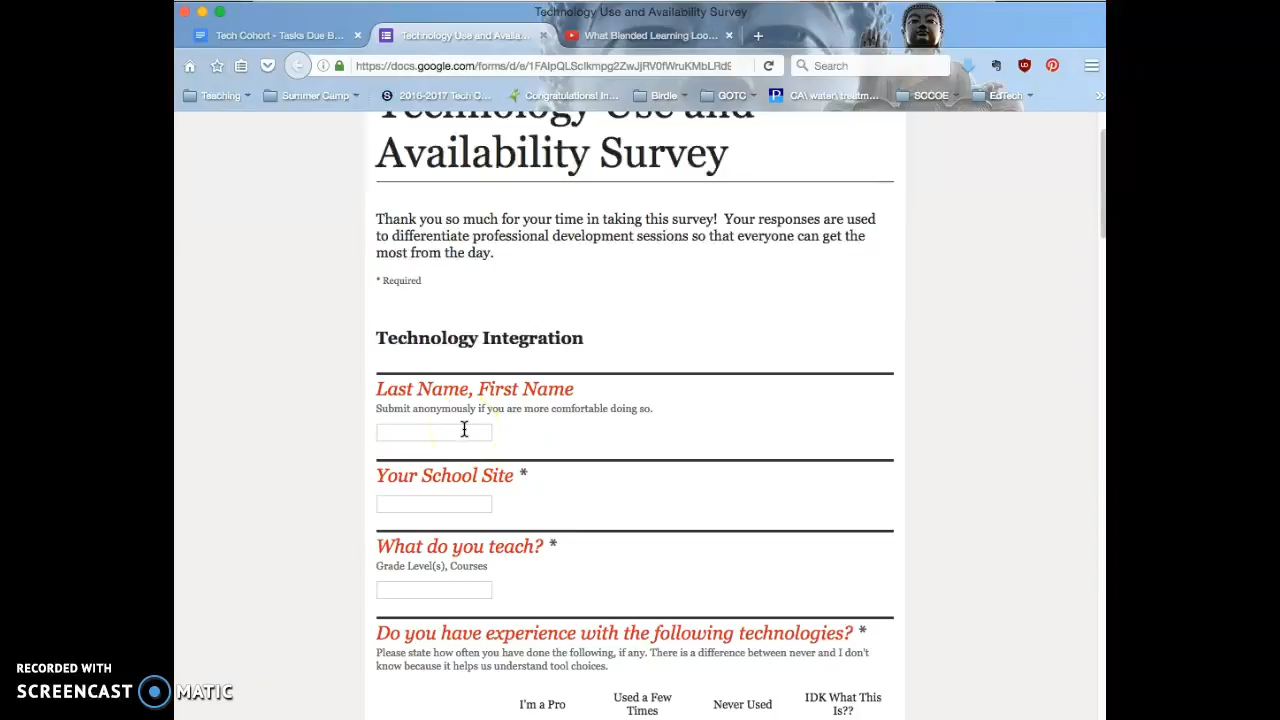 Technology Use and Availability Survey
Tech Cohort - Tasks Due B...
Technology Use and Availa...
What Blended Learning Loo...
https://docs.google.com/forms/d/e/
Search
Teaching
Summer Camp
2016-2017 Tech C...
Congratulations! In...
Birdie
GOTC
CA\ water\ treatm...
SCCOE
EdTech
Technology Use and
Availability Survey
Thank you so much for your time in taking this survey! Your responses are used
to differentiate professional development sessions so that everyone can get the
most from the day.
* Required
Technology Integration
Last Name, First Name
Submit anonymously if you are more comfortable doing so.
Your School Site *
What do you teach? *
Grade Level(s), Courses
Do you have experience with the following technologies? *
Please state how often you have done the following, if any. There is a difference between never and I don't
know because it helps us understand tool choices.
I'm a Pro
Used a Few
Times
Never Used
IDK What This
Is??
RECORDED WITH
SCREENCAST MATIC